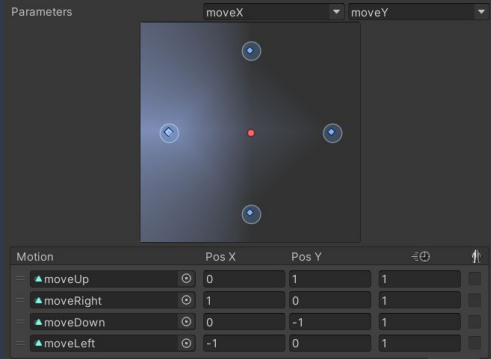 Parameters moveX moveY
Motion Pos X Pos Y
moveUp 0 1 1
moveRight 1 0 1
moveDown 0 -1 1
moveLeft -1 0 1